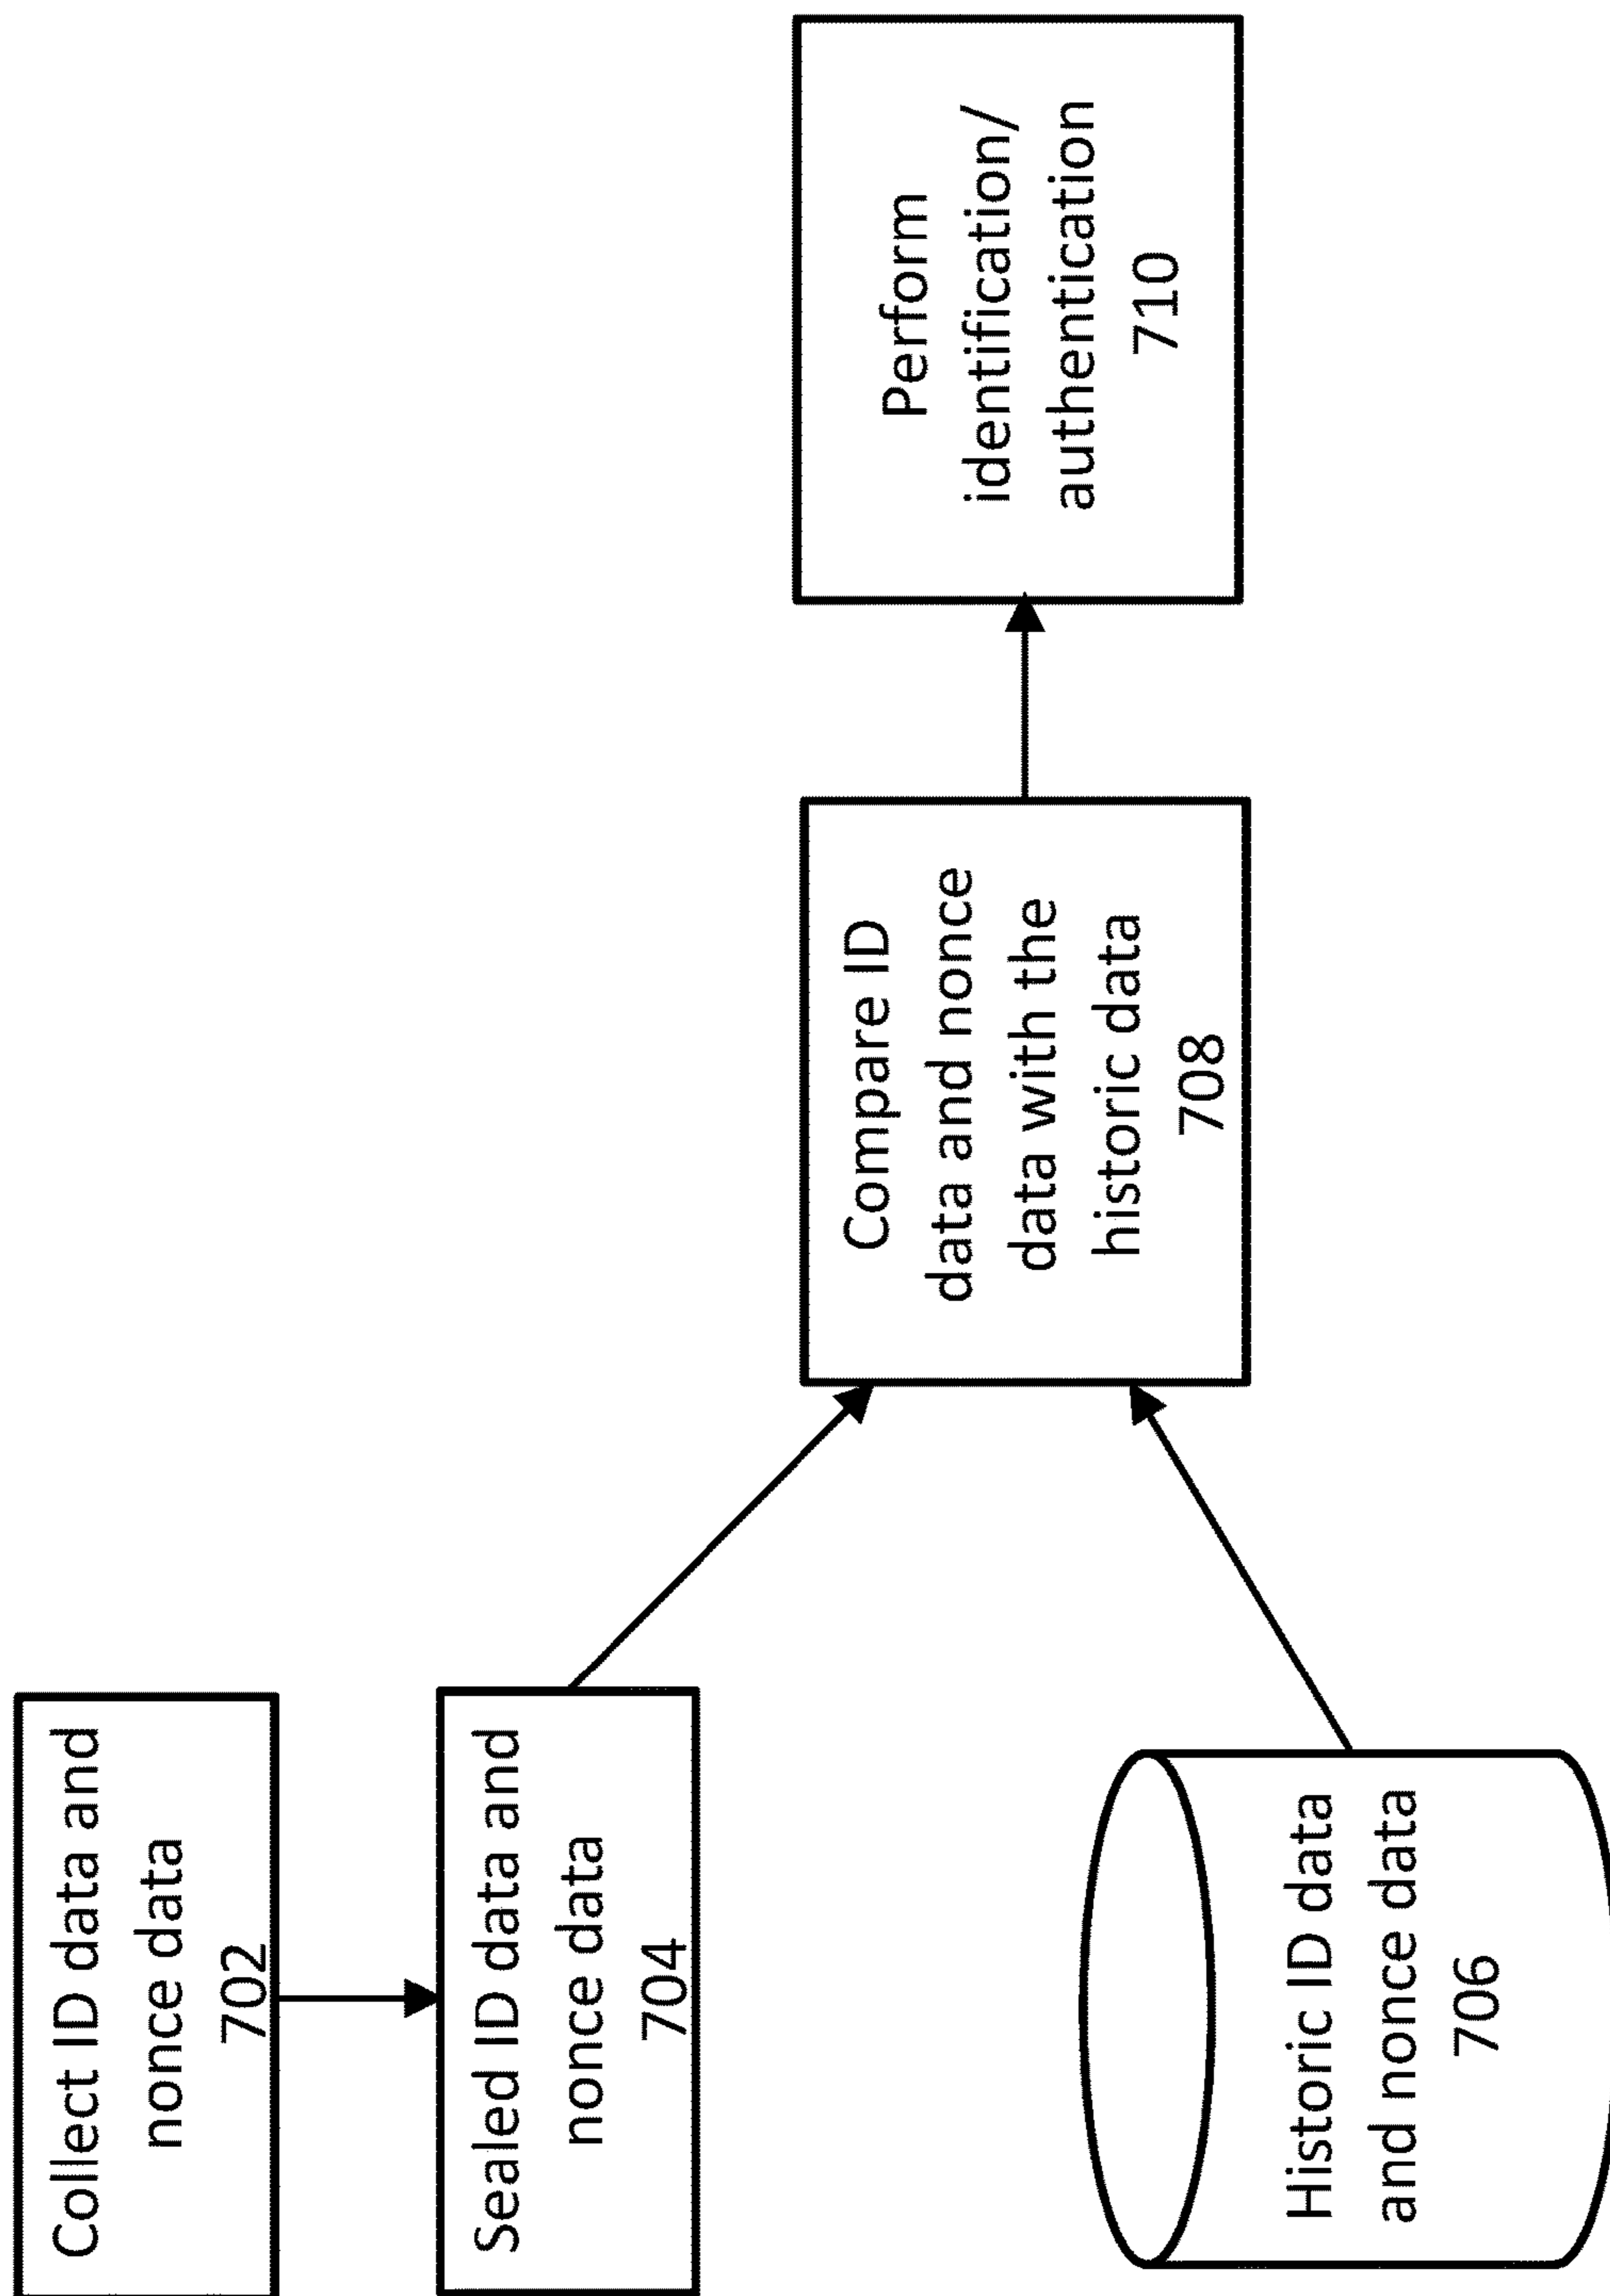 Collect ID data and
nonce data
702
Sealed ID data and
nonce data
704
Historic ID data
and nonce data
706
Compare ID
data and nonce
data with the
historic data
708
Perform
identification/
authentication
710